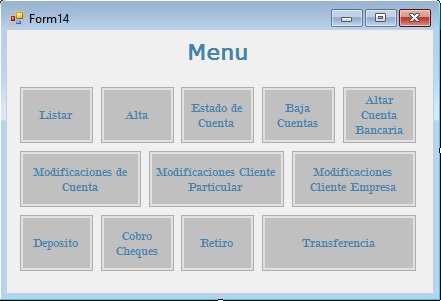 Form14
Menu
Listar
Alta
Estado de
Cuenta
Baja
Cuentas
Altar
Cuenta
Bancaria
Modificaciones de
Cuenta
Modificaciones Cliente
Particular
Modificaciones
Cliente Empresa
Deposito
Cobro
Cheques
Retiro
Transferencia